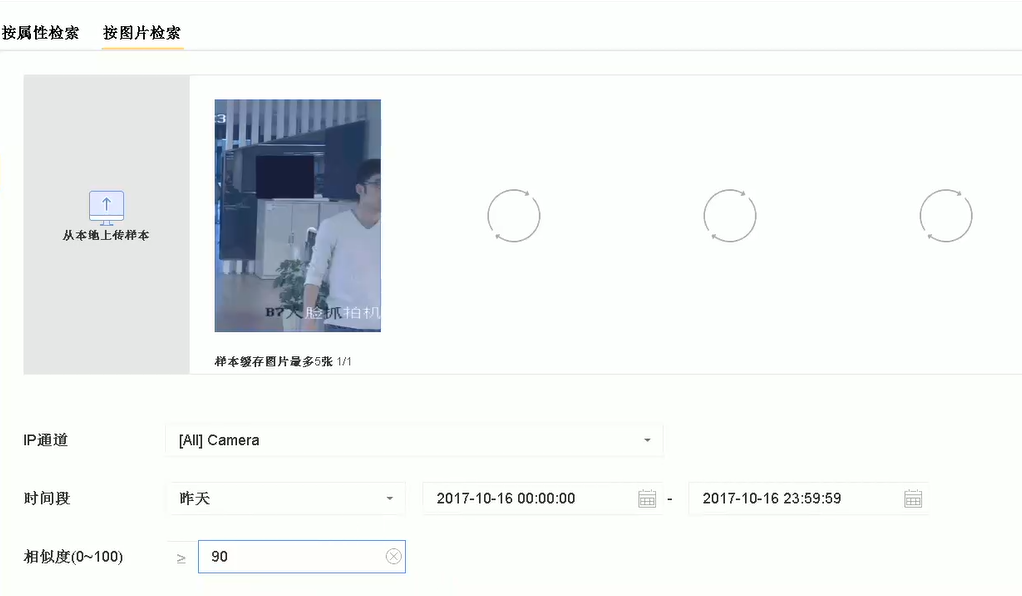 按属性检索 按图片检索
从本地上传样本
B7人脸抓拍机
样本缓存图片最多5张 1/1
IP通道 [All] Camera
时间段 昨天 2017-10-16 00:00:00 - 2017-10-16 23:59:59
相似度(0~100) ≥ 90